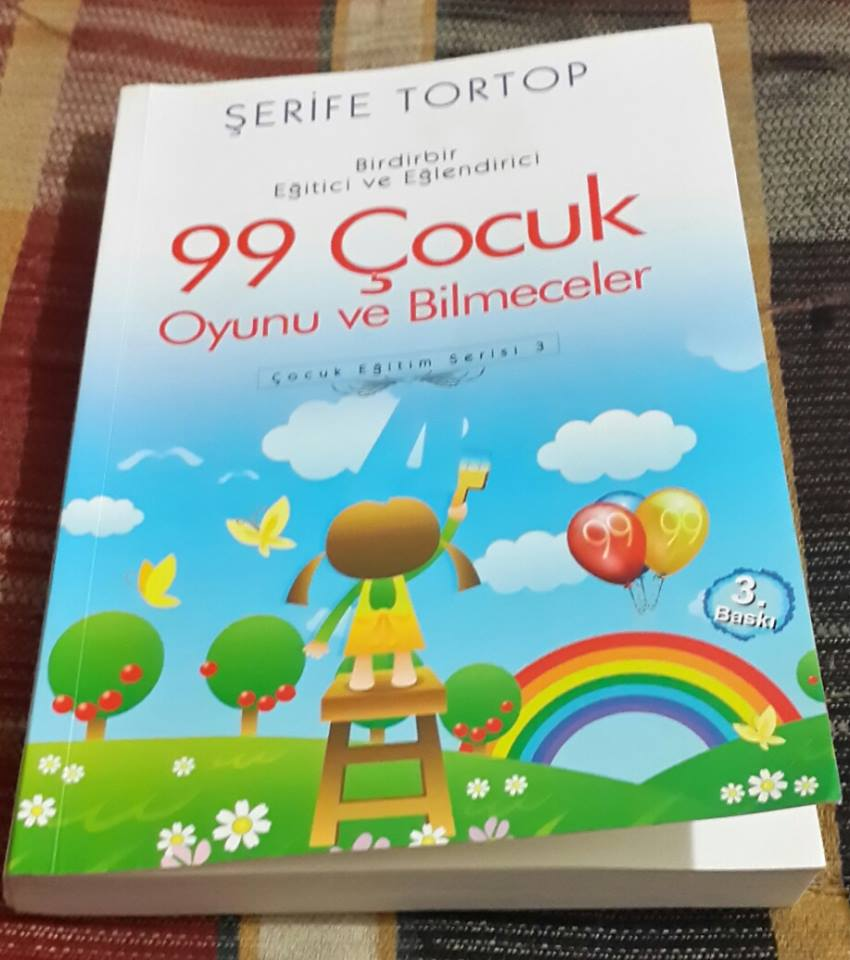 ŞERİFE TORTOP
Birdirbir
Eğitici ve Eğlendirici
99 Çocuk
Oyunu ve Bilmeceler
Çocuk Eğitim Serisi 3
99 99
3.
Baskı